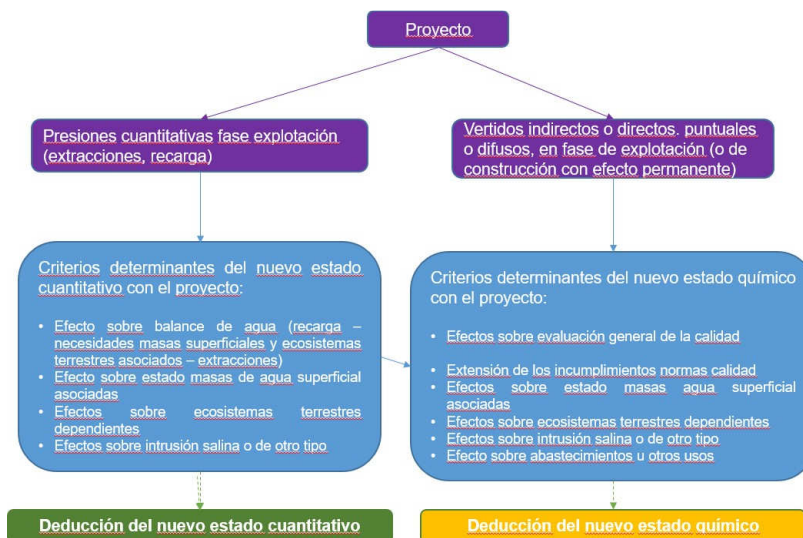 Proyecto
Presiones cuantitativas fase explotación
(extracciones, recarga)
Vertidos indirectos o directos. puntuales
o difusos, en fase de explotación (o de
construcción con efecto permanente)
Criterios determinantes del nuevo estado
cuantitativo con el proyecto:
• Efecto sobre balance de agua (recarga –
necesidades masas superficiales y ecosistemas
terrestres asociados – extracciones)
• Efecto sobre estado masas de agua superficial
asociadas
• Efectos sobre ecosistemas terrestres
dependientes
• Efectos sobre intrusión salina o de otro tipo
Criterios determinantes del nuevo estado químico
con el proyecto:
• Efectos sobre evaluación general de la calidad
• Extensión de los incumplimientos normas calidad
• Efectos sobre estado masas agua superficial
asociadas
• Efectos sobre ecosistemas terrestres dependientes
• Efectos sobre intrusión salina o de otro tipo
• Efecto sobre abastecimientos u otros usos
Deducción del nuevo estado cuantitativo
Deducción del nuevo estado químico